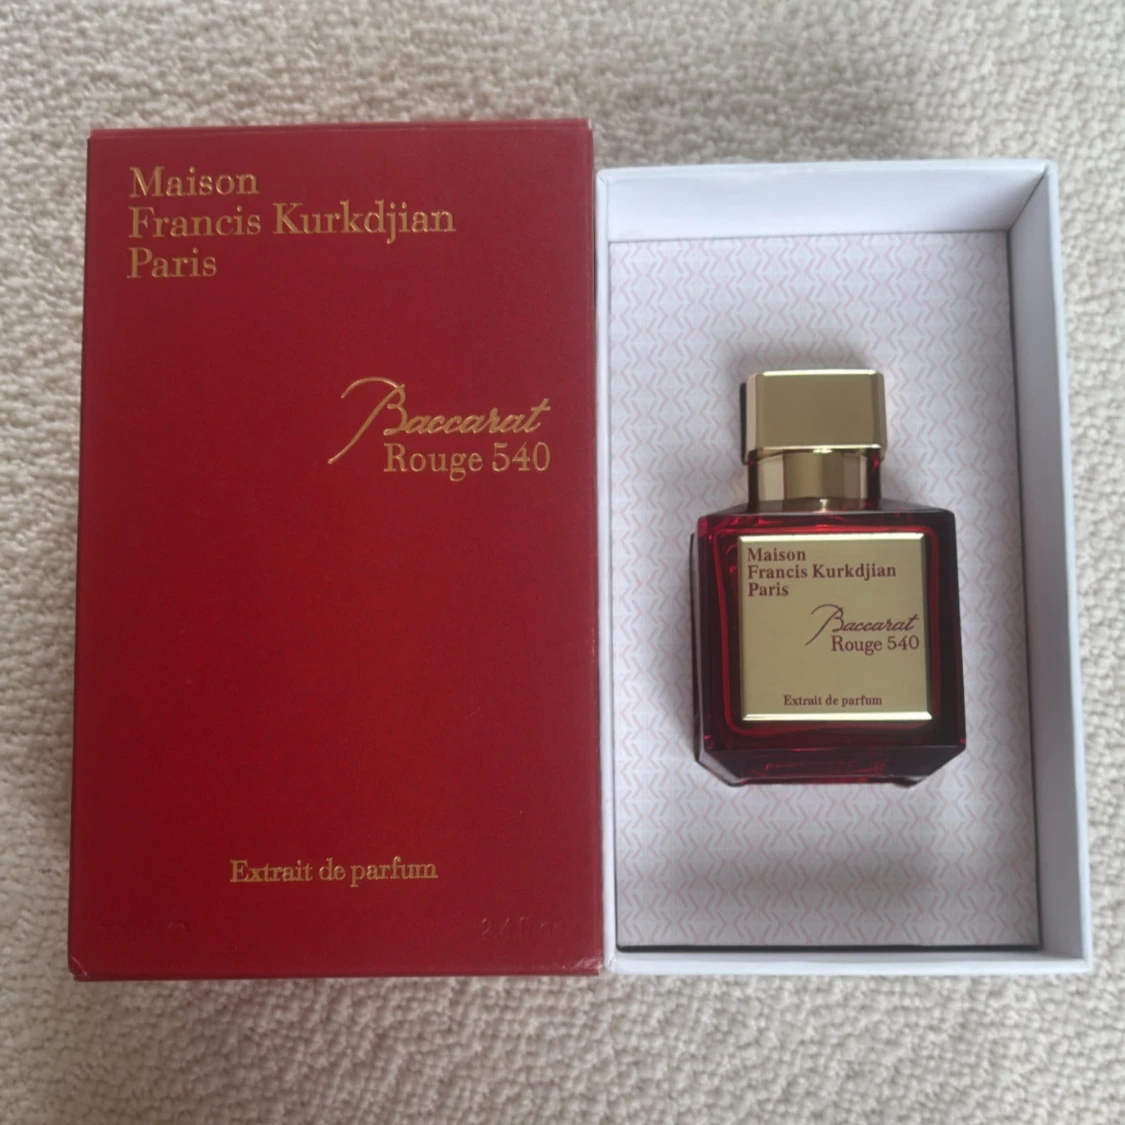 Maison
Francis Kurkdjian
Paris
Baccarat
Rouge 540
Extrait de parfum
Maison
Francis Kurkdjian
Paris
Baccarat
Rouge 540
Extrait de parfum